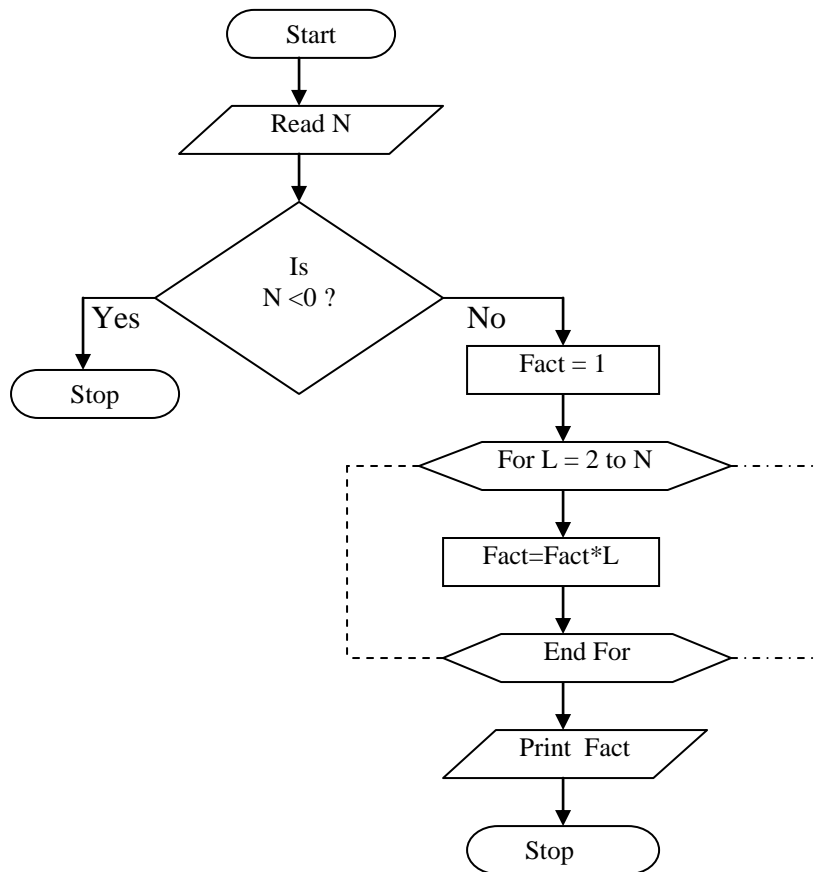 Start
Read N
Is
N <0 ?
Yes
No
Stop
Fact = 1
For L = 2 to N
Fact=Fact*L
End For
Print Fact
Stop